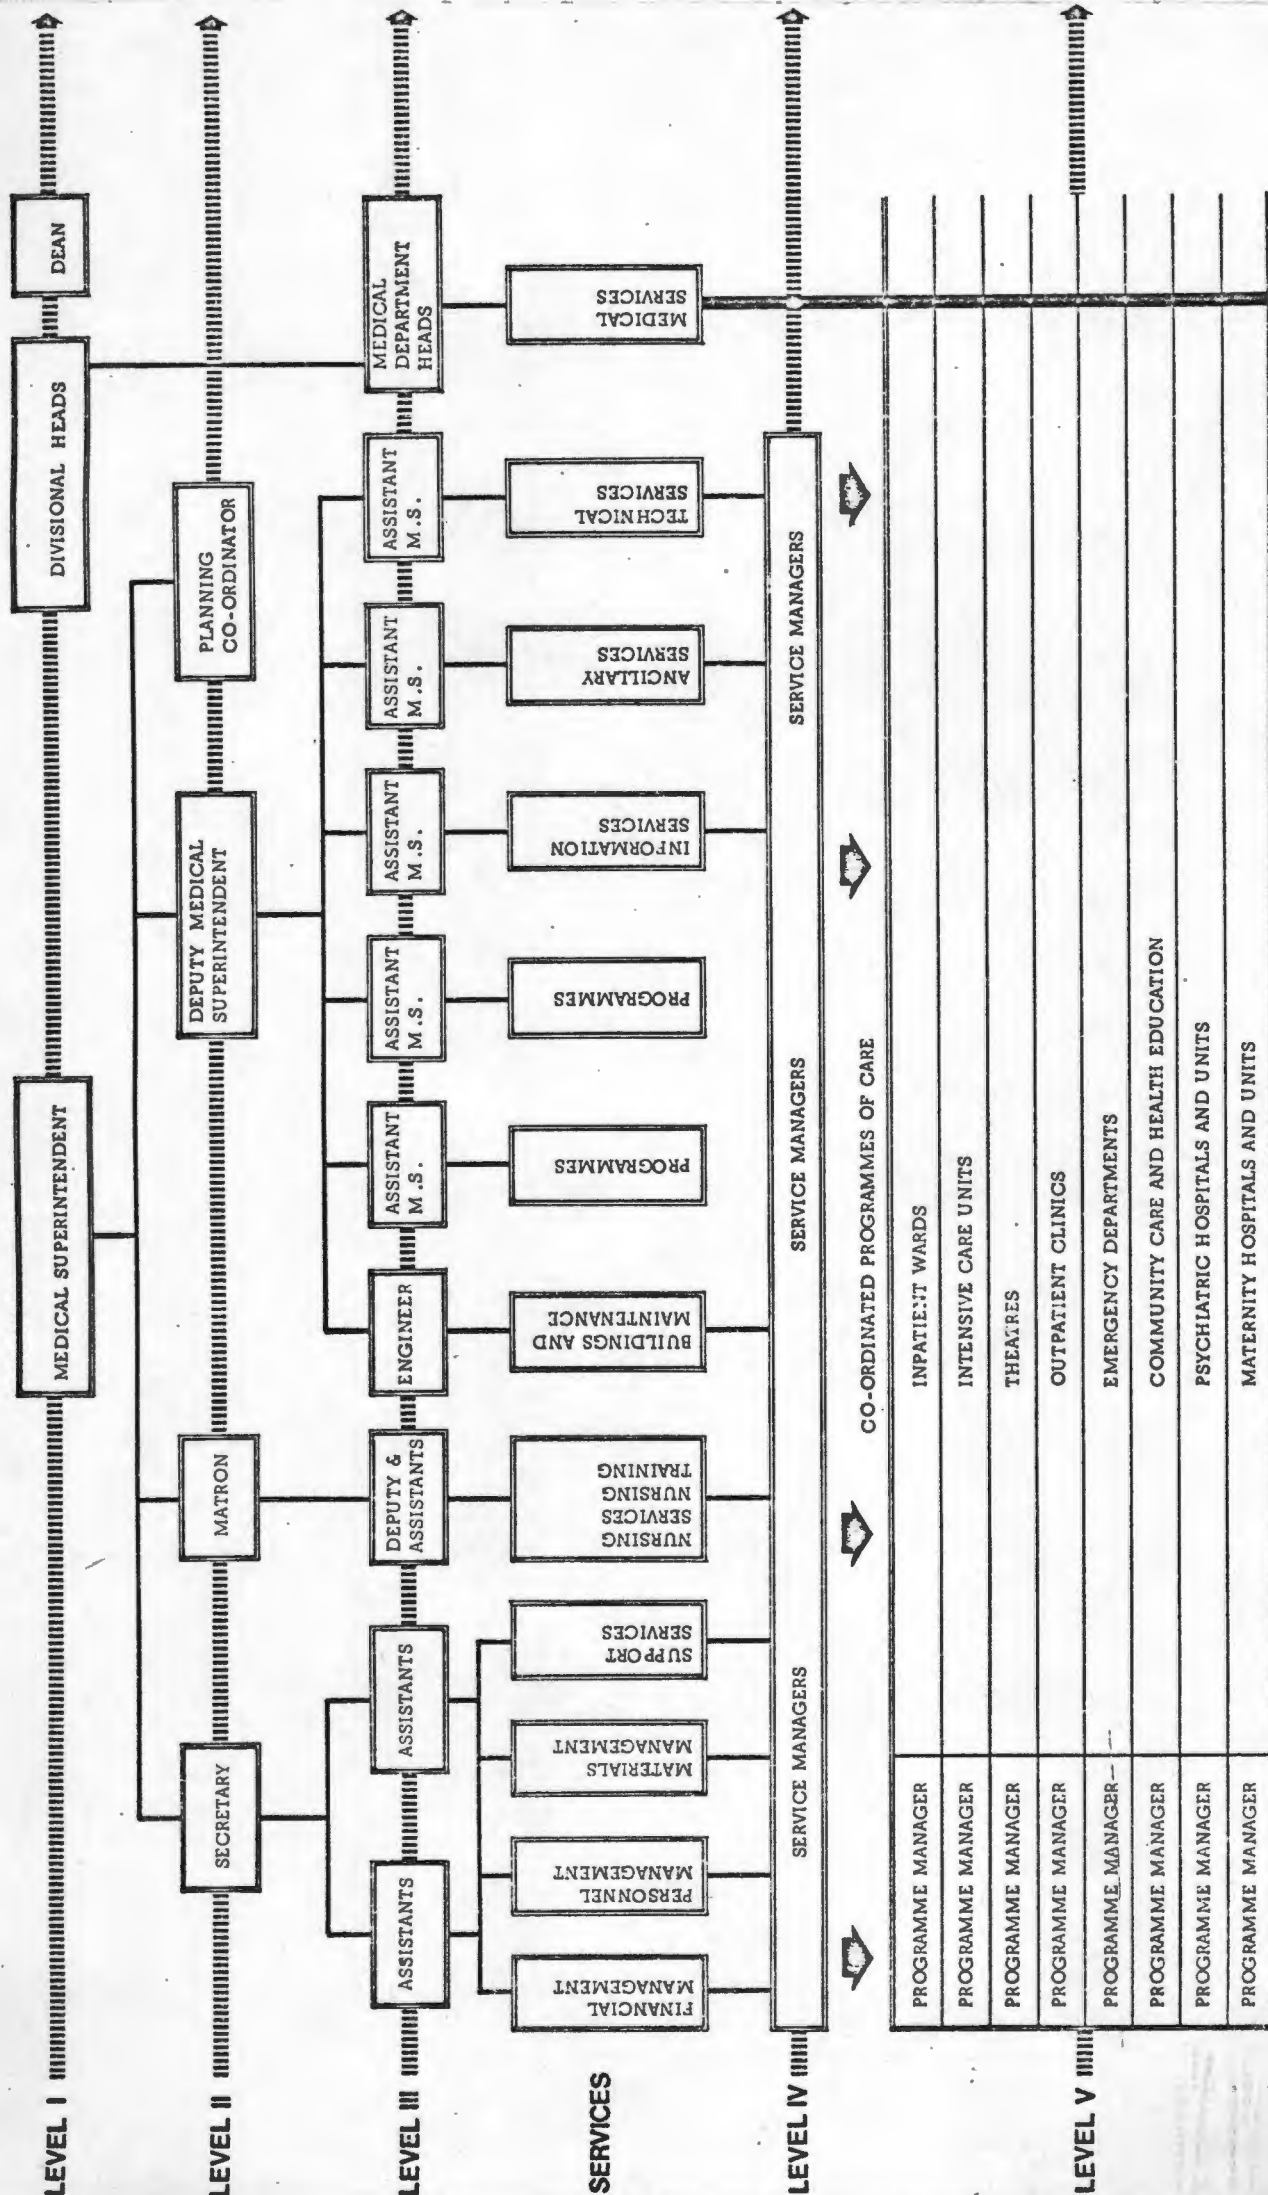 LEVEL I
MEDICAL SUPERINTENDENT
DIVISIONAL HEADS
DEAN
LEVEL II
SECRETARY
MATRON
DEPUTY MEDICAL
SUPERINTENDENT
PLANNING
CO-ORDINATOR
LEVEL III
ASSISTANTS
ASSISTANTS
DEPUTY &
ASSISTANTS
ENGINEER
ASSISTANT
M.S.
ASSISTANT
M.S.
ASSISTANT
M.S.
ASSISTANT
M.S.
ASSISTANT
M.S.
MEDICAL
DEPARTMENT
HEADS
SERVICES
FINANCIAL
MANAGEMENT
PERSONNEL
MANAGEMENT
MATERIALS
MANAGEMENT
SUPPORT
SERVICES
NURSING
SERVICES
NURSING
TRAINING
BUILDINGS AND
MAINTENANCE
PROGRAMMES
PROGRAMMES
INFORMATION
SERVICES
ANCILLARY
SERVICES
TECHNICAL
SERVICES
MEDICAL
SERVICES
LEVEL IV
SERVICE MANAGERS
SERVICE MANAGERS
SERVICE MANAGERS
CO-ORDINATED PROGRAMMES OF CARE
LEVEL V
PROGRAMME MANAGER
INPATIENT WARDS
PROGRAMME MANAGER
INTENSIVE CARE UNITS
PROGRAMME MANAGER
THEATRES
PROGRAMME MANAGER
OUTPATIENT CLINICS
PROGRAMME MANAGER
EMERGENCY DEPARTMENTS
PROGRAMME MANAGER
COMMUNITY CARE AND HEALTH EDUCATION
PROGRAMME MANAGER
PSYCHIATRIC HOSPITALS AND UNITS
PROGRAMME MANAGER
MATERNITY HOSPITALS AND UNITS